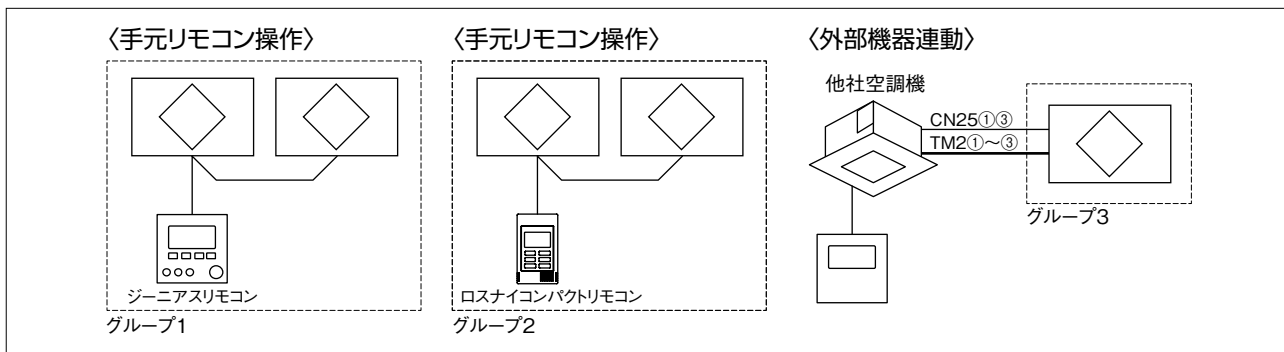 〈手元リモコン操作〉
ジーニアスリモコン
グループ1
〈手元リモコン操作〉
ロスナイコンパクトリモコン
グループ2
〈外部機器連動〉
他社空調機
CN25①③
TM2①～③
グループ3